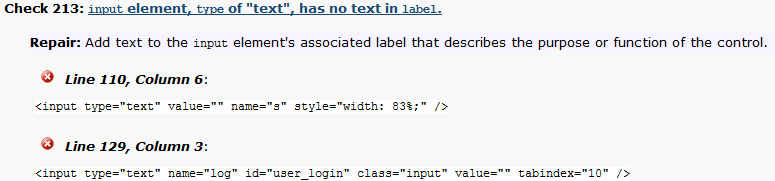 Check 213: input element, type of "text", has no text in label.
Repair: Add text to the input element's associated label that describes the purpose or function of the control.
Line 110, Column 6:
<input type="text" value="" name="s" style="width: 83%;" />
Line 129, Column 3:
<input type="text" name="log" id="user_login" class="input" value="" tabindex="10" />